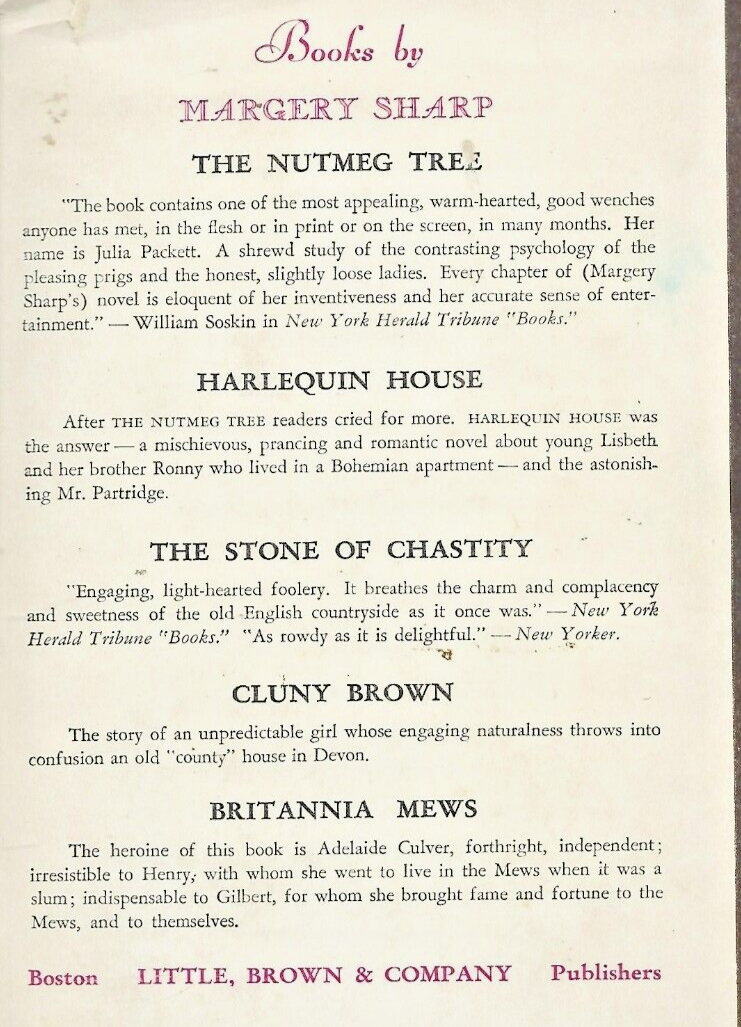 Books by
MARGERY SHARP
THE NUTMEG TREE
"The book contains one of the most appealing, warm-hearted, good wenches
anyone has met, in the flesh or in print or on the screen, in many months. Her
name is Julia Packett. A shrewd study of the contrasting psychology of the
pleasing prigs and the honest, slightly loose ladies. Every chapter of (Margery
Sharp's) novel is eloquent of her inventiveness and her accurate sense of enter-
tainment." — William Soskin in New York Herald Tribune "Books."
HARLEQUIN HOUSE
After THE NUTMEG TREE readers cried for more. HARLEQUIN HOUSE was
the answer — a mischievous, prancing and romantic novel about young Lisbeth
and her brother Ronny who lived in a Bohemian apartment — and the astonish-
ing Mr. Partridge.
THE STONE OF CHASTITY
"Engaging, light-hearted foolery. It breathes the charm and complacency
and sweetness of the old English countryside as it once was." — New York
Herald Tribune "Books." "As rowdy as it is delightful." — New Yorker.
CLUNY BROWN
The story of an unpredictable girl whose engaging naturalness throws into
confusion an old "county" house in Devon.
BRITANNIA MEWS
The heroine of this book is Adelaide Culver, forthright, independent;
irresistible to Henry, with whom she went to live in the Mews when it was a
slum; indispensable to Gilbert, for whom she brought fame and fortune to the
Mews, and to themselves.
Boston LITTLE, BROWN & COMPANY Publishers